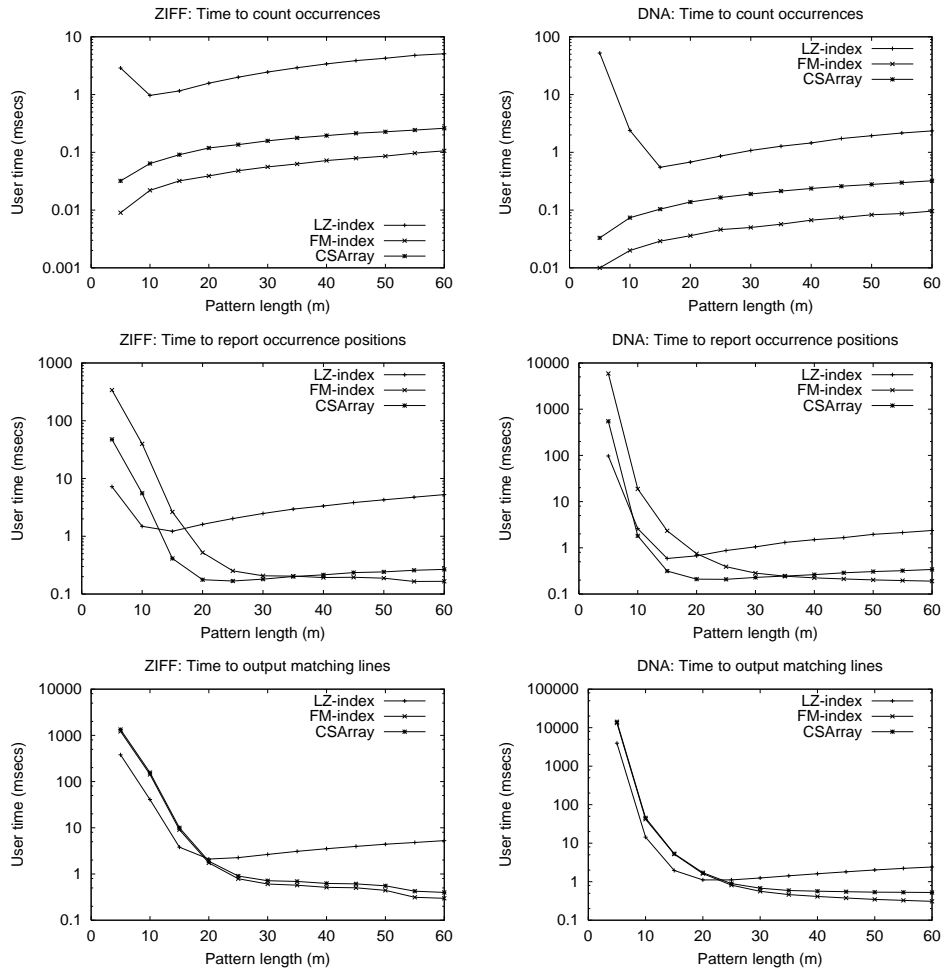 ZIFF: Time to count occurrences
User time (msecs)
10
1
0.1
0.01
0.001
LZ-index
FM-index
CSArray
0 10 20 30 40 50 60
Pattern length (m)
DNA: Time to count occurrences
User time (msecs)
100
10
1
0.1
0.01
LZ-index
FM-index
CSArray
0 10 20 30 40 50 60
Pattern length (m)
ZIFF: Time to report occurrence positions
User time (msecs)
1000
100
10
1
0.1
LZ-index
FM-index
CSArray
0 10 20 30 40 50 60
Pattern length (m)
DNA: Time to report occurrence positions
User time (msecs)
10000
1000
100
10
1
0.1
LZ-index
FM-index
CSArray
0 10 20 30 40 50 60
Pattern length (m)
ZIFF: Time to output matching lines
User time (msecs)
10000
1000
100
10
1
0.1
LZ-index
FM-index
CSArray
0 10 20 30 40 50 60
Pattern length (m)
DNA: Time to output matching lines
User time (msecs)
100000
10000
1000
100
10
1
0.1
LZ-index
FM-index
CSArray
0 10 20 30 40 50 60
Pattern length (m)